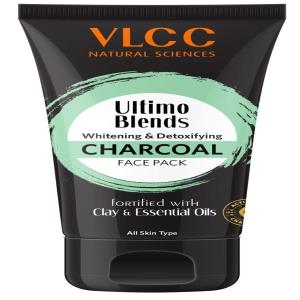 VLCC
NATURAL SCIENCES
Ultimo
Blends
Whitening & Detoxifying
CHARCOAL
FACE PACK
fortified with
Clay & Essential Oils
All Skin Type